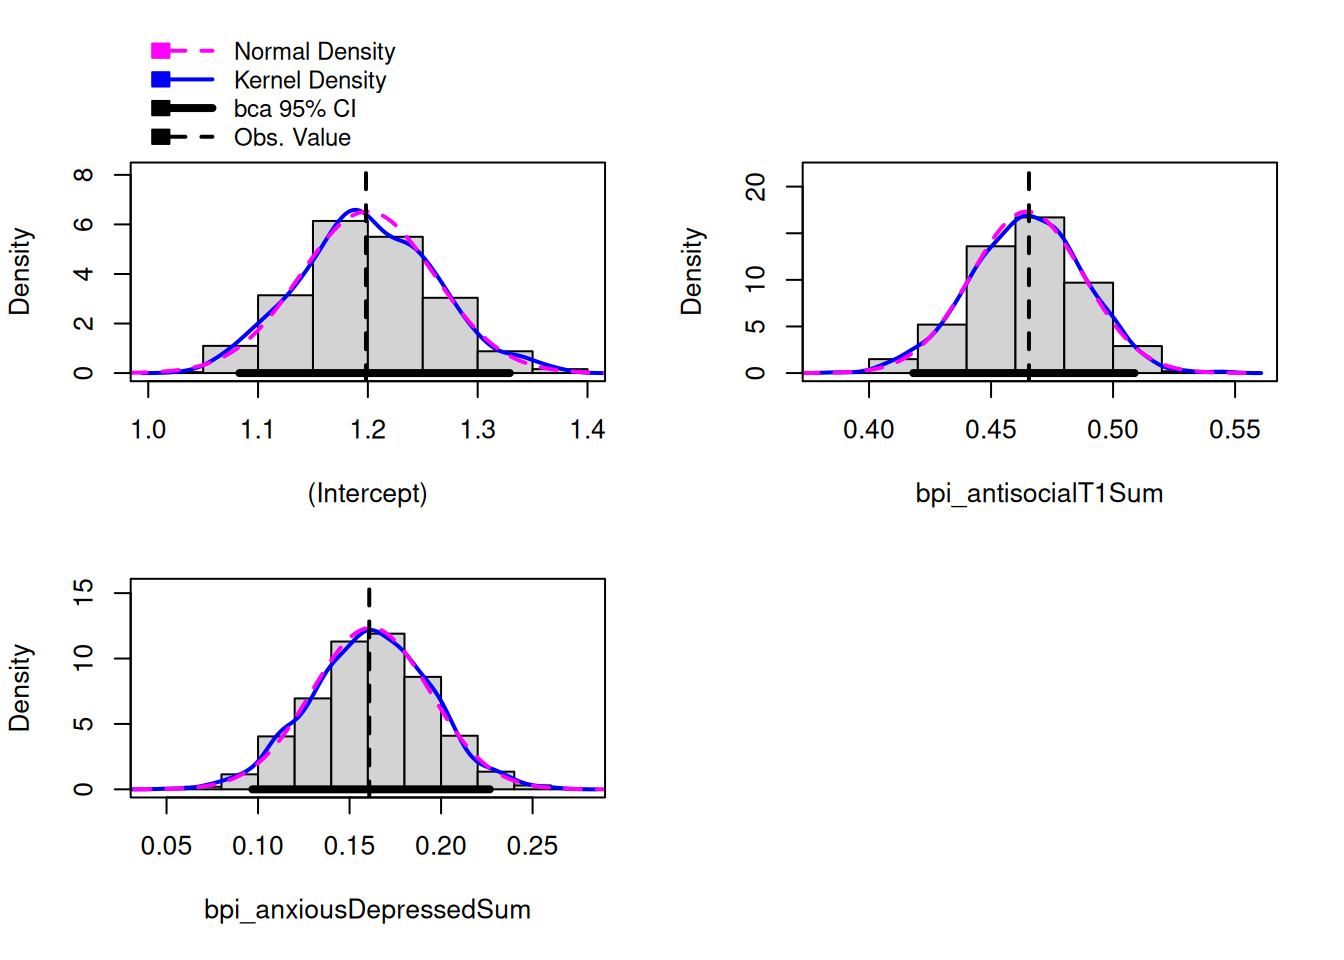 Normal Density
Kernel Density
bca 95% CI
Obs. Value
Density
8
6
4
2
0
1.0 1.1 1.2 1.3 1.4
(Intercept)
Density
20
10
5
0
0.40 0.45 0.50 0.55
bpi_antisocialT1Sum
Density
15
10
5
0
0.05 0.10 0.15 0.20 0.25
bpi_anxiousDepressedSum